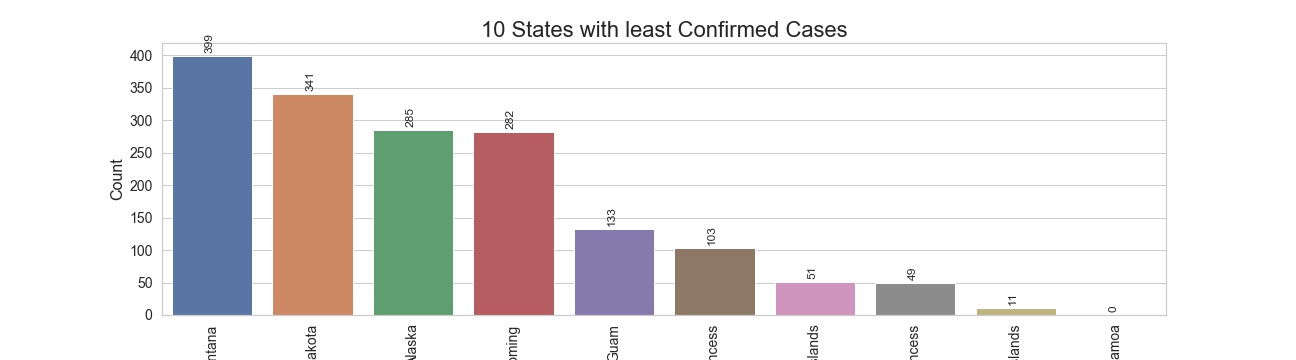 10 States with least Confirmed Cases
Count
400
350
300
250
200
150
100
50
0
399
341
285
282
133
103
51
49
11
0
ntana
akota
Alaska
oming
Guam
ncess
lands
ncess
lands
amoa